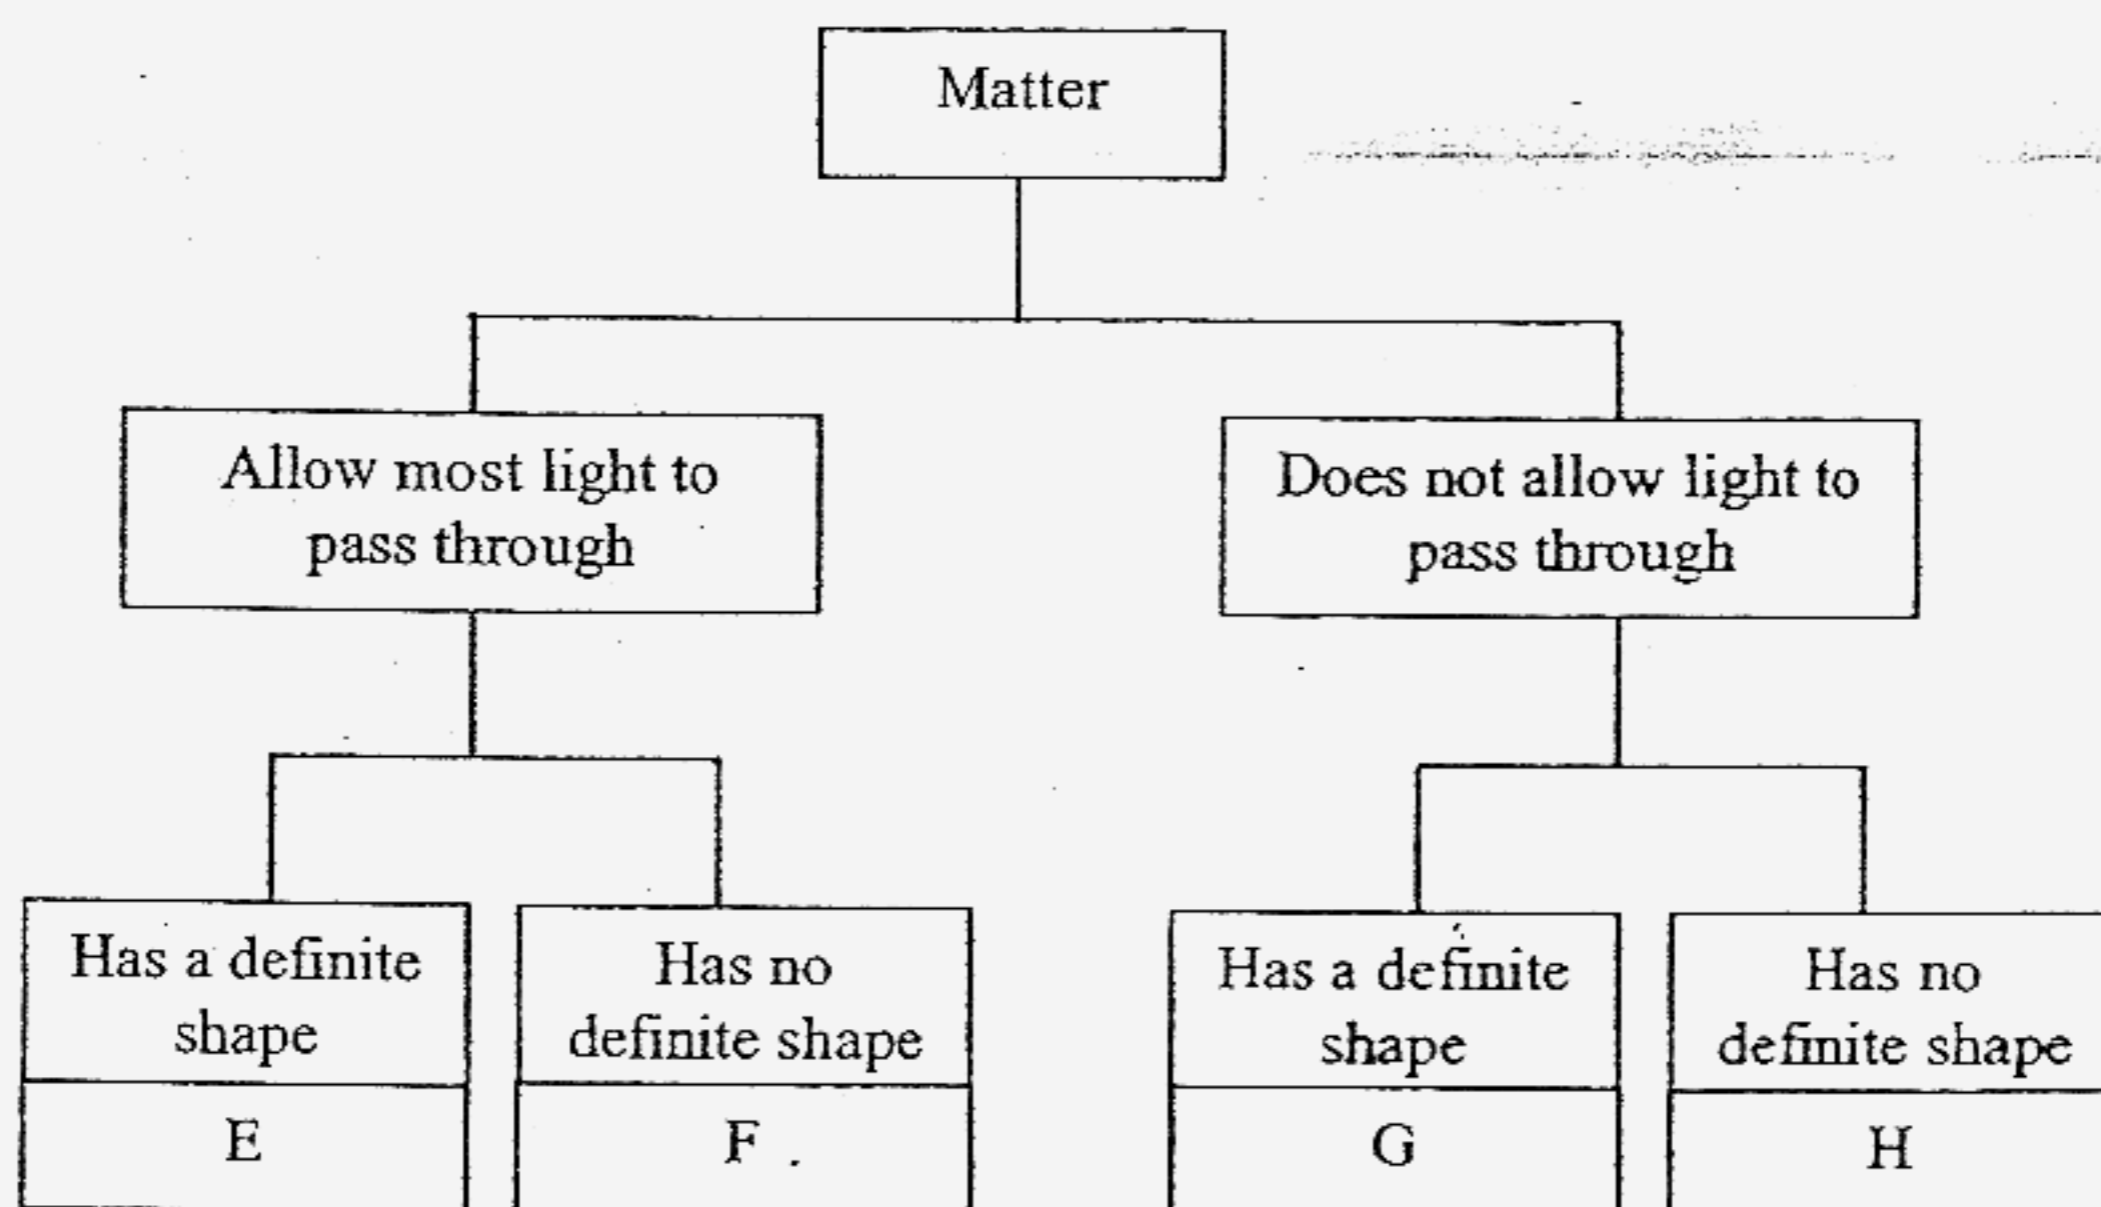 Matter
Allow most light to
pass through
Does not allow light to
pass through
Has a definite
shape
Has no
definite shape
Has a definite
shape
Has no
definite shape
E
F
G
H